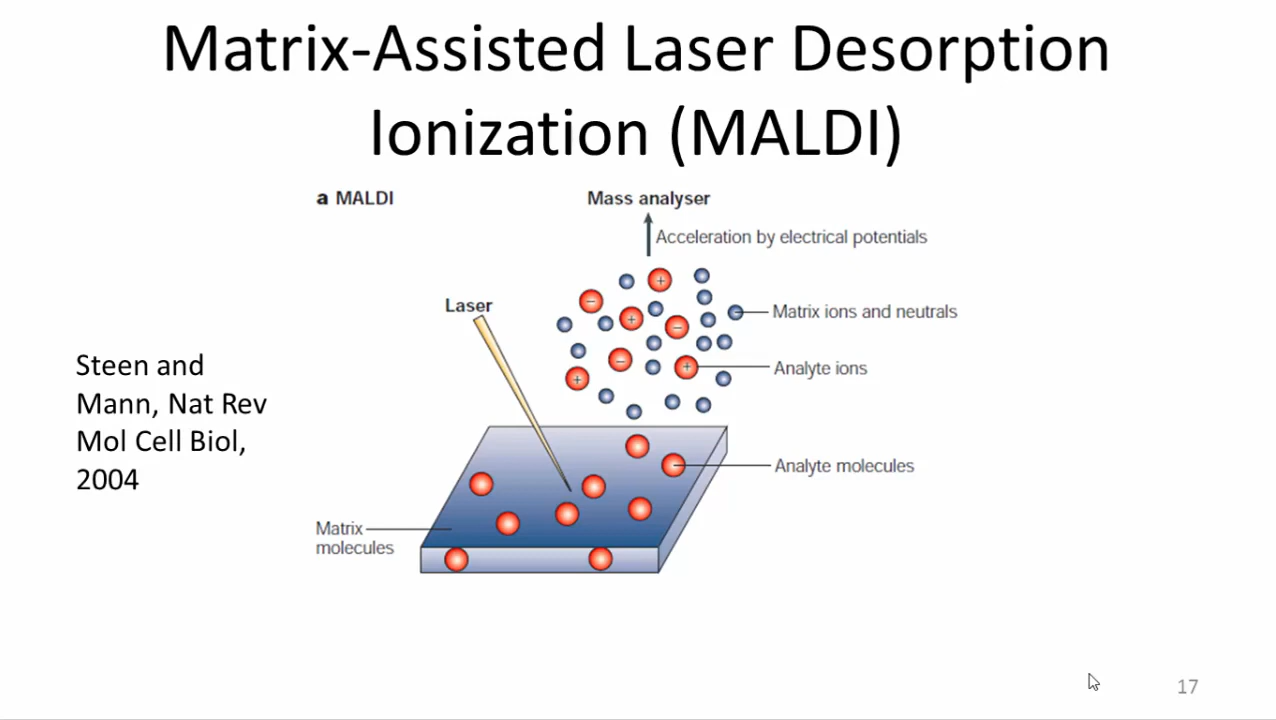 Matrix-Assisted Laser Desorption
Ionization (MALDI)
a MALDI
Mass analyser
Acceleration by electrical potentials
Laser
Matrix ions and neutrals
Analyte ions
Steen and
Mann, Nat Rev
Mol Cell Biol,
2004
Analyte molecules
Matrix
molecules
17